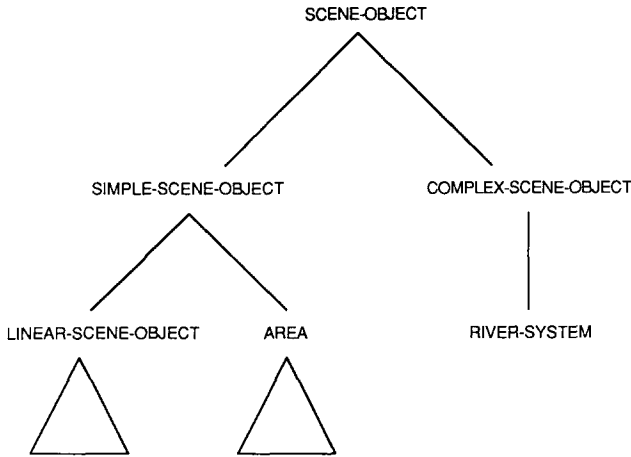 SCENE-OBJECT
SIMPLE-SCENE-OBJECT
COMPLEX-SCENE-OBJECT
LINEAR-SCENE-OBJECT
AREA
RIVER-SYSTEM